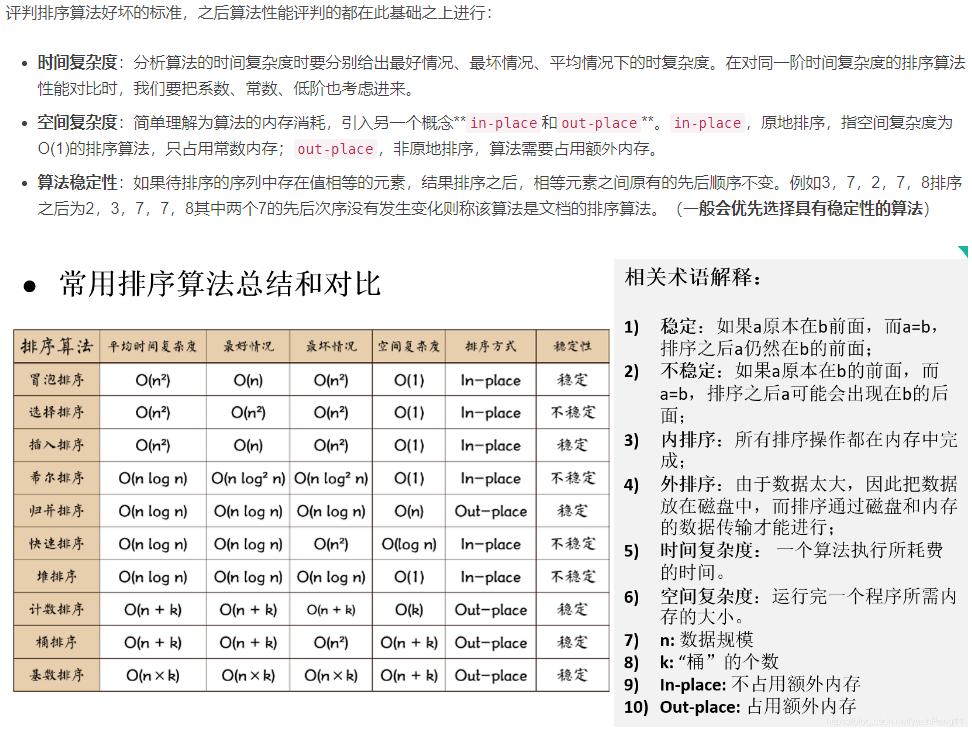 评判排序算法好坏的标准，之后算法性能评判的都在此基础之上进行：
• 时间复杂度：分析算法的时间复杂度时要分别给出最好情况、最坏情况、平均情况下的时复杂度。在对同一阶时间复杂度的排序算法
性能对比时，我们要把系数、常数、低阶也考虑进来。
• 空间复杂度：简单理解为算法的内存消耗，引入另一个概念** in-place 和 out-place **。 in-place ，原地排序，指空间复杂度为
O(1)的排序算法，只占用常数内存； out-place ，非原地排序，算法需要占用额外内存。
• 算法稳定性：如果待排序的序列中存在值相等的元素，结果排序之后，相等元素之间原有的先后顺序不变。例如3，7，2，7，8排序
之后为2，3，7，7，8其中两个7的先后次序没有发生变化则称该算法是文档的排序算法。（一般会优先选择具有稳定性的算法）
• 常用排序算法总结和对比
排序算法 平均时间复杂度 最好情况 最坏情况 空间复杂度 排序方式 稳定性
冒泡排序 O(n²) O(n) O(n²) O(1) In-place 稳定
选择排序 O(n²) O(n²) O(n²) O(1) In-place 不稳定
插入排序 O(n²) O(n) O(n²) O(1) In-place 稳定
希尔排序 O(n log n) O(n log² n) O(n log² n) O(1) In-place 不稳定
归并排序 O(n log n) O(n log n) O(n log n) O(n) Out-place 稳定
快速排序 O(n log n) O(n log n) O(n²) O(log n) In-place 不稳定
堆排序 O(n log n) O(n log n) O(n log n) O(1) In-place 不稳定
计数排序 O(n + k) O(n + k) O(n + k) O(k) Out-place 稳定
桶排序 O(n + k) O(n + k) O(n²) O(n + k) Out-place 稳定
基数排序 O(n×k) O(n×k) O(n×k) O(n + k) Out-place 稳定
相关术语解释：
1) 稳定：如果a原本在b前面，而a=b，
排序之后a仍然在b的前面；
2) 不稳定：如果a原本在b的前面，而
a=b，排序之后a可能会出现在b的后
面；
3) 内排序：所有排序操作都在内存中完
成；
4) 外排序：由于数据太大，因此把数据
放在磁盘中，而排序通过磁盘和内存
的数据传输才能进行；
5) 时间复杂度： 一个算法执行所耗费
的时间。
6) 空间复杂度：运行完一个程序所需内
存的大小。
7) n: 数据规模
8) k: “桶”的个数
9) In-place: 不占用额外内存
10) Out-place: 占用额外内存